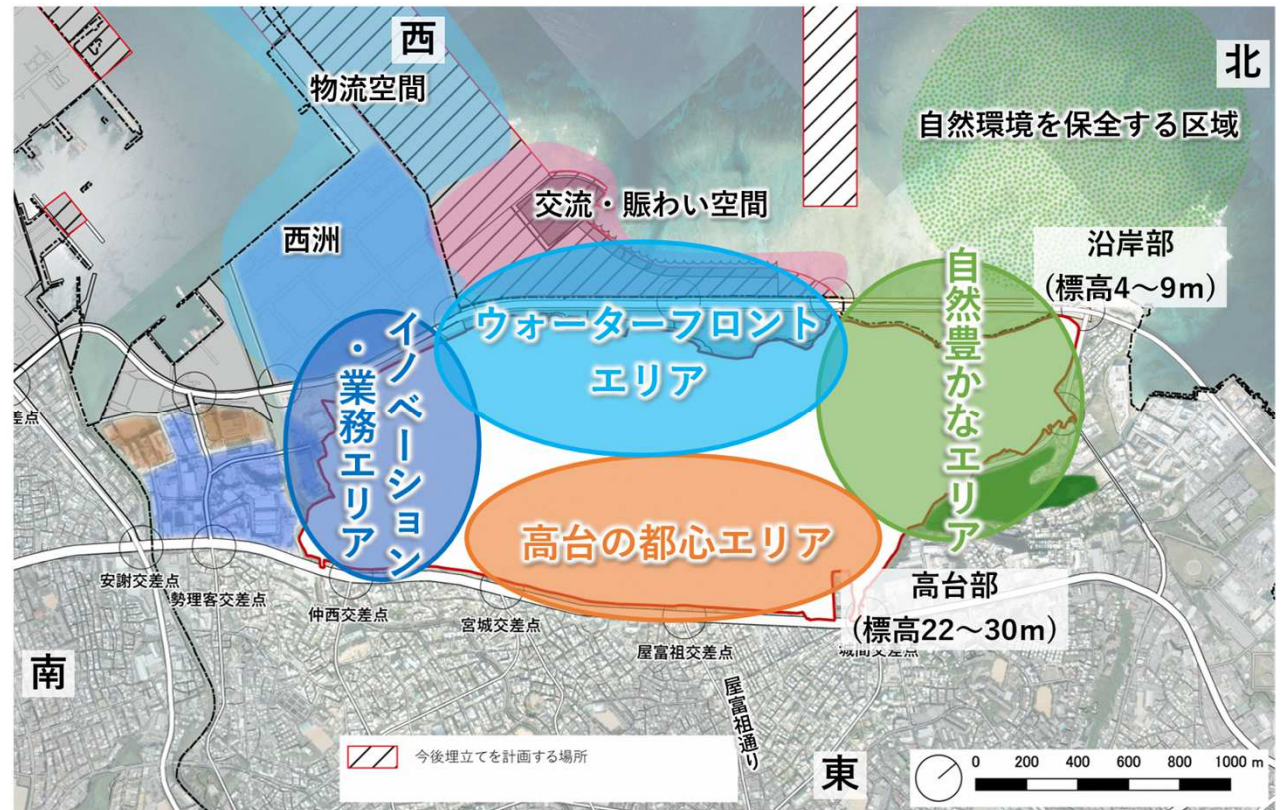 西
北
物流空間
自然環境を保全する区域
交流・賑わい空間
西洲
沿岸部
(標高4～9m)
ウォーターフロント
エリア
イノベーション
・業務エリア
自然豊かなエリア
高台の都心エリア
差点
安謝交差点
勢理客交差点
仲西交差点
宮城交差点
屋富祖交差点
城間交差点
高台部
(標高22～30m)
南
屋富祖通り
今後埋立てを計画する場所
東
0 200 400 600 800 1000 m